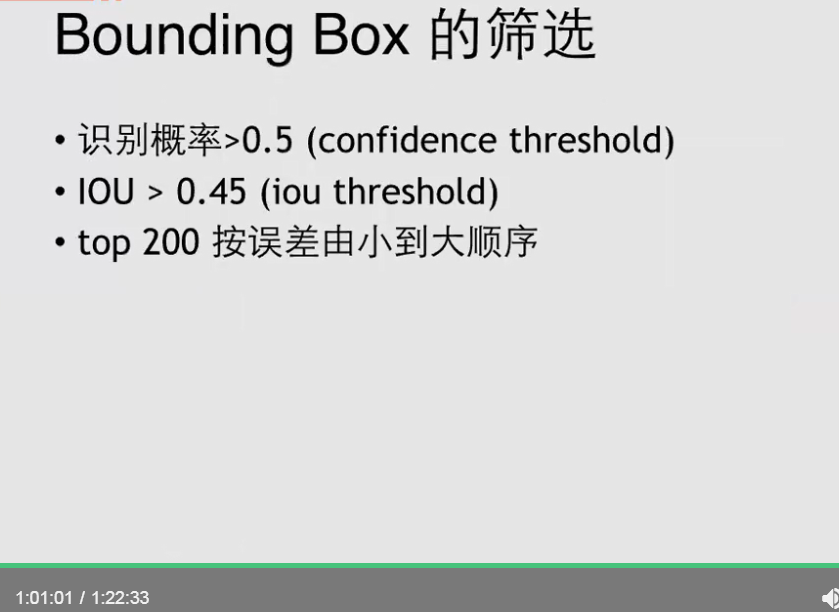 Bounding Box 的筛选
• 识别概率>0.5 (confidence threshold)
• IOU > 0.45 (iou threshold)
• top 200 按误差由小到大顺序
1:01:01 / 1:22:33